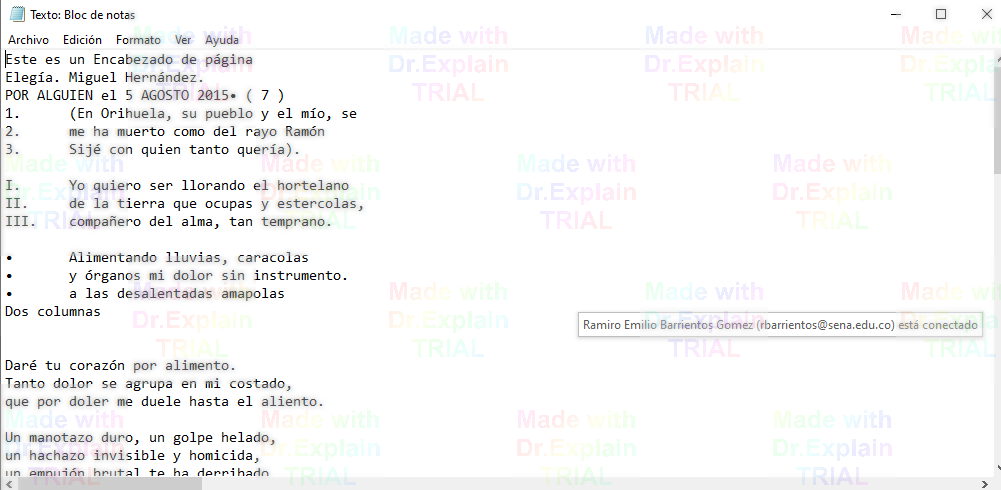 Texto: Bloc de notas
Archivo Edición Formato Ver Ayuda
Este es un Encabezado de página
Elegía. Miguel Hernández.
POR ALGUIEN el 5 AGOSTO 2015• ( 7 )
1. (En Orihuela, su pueblo y el mío, se
2. me ha muerto como del rayo Ramón
3. Sijé con quien tanto quería).
I. Yo quiero ser llorando el hortelano
II. de la tierra que ocupas y estercolas,
III. compañero del alma, tan temprano.
• Alimentando lluvias, caracolas
• y órganos mi dolor sin instrumento.
• a las desalentadas amapolas
Dos columnas
Ramiro Emilio Barrientos Gomez (rbarrientos@sena.edu.co) está conectado
Daré tu corazón por alimento.
Tanto dolor se agrupa en mi costado,
que por doler me duele hasta el aliento.
Un manotazo duro, un golpe helado,
un hachazo invisible y homicida,
un empujón brutal te ha derribado
Made with
Dr.Explain
TRIAL